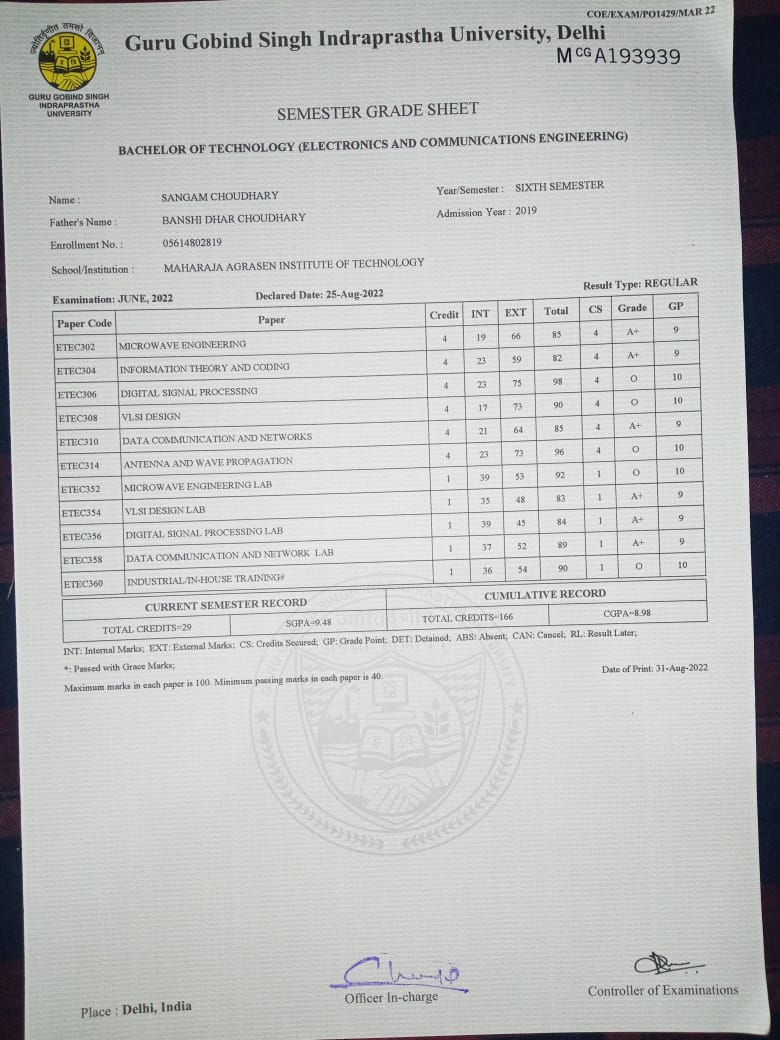 COE/EXAM/PO1429/MAR 22
ज्योतिर्वृणीत तमसो विजानन
GURU GOBIND SINGH
INDRAPRASTHA
UNIVERSITY
Guru Gobind Singh Indraprastha University, Delhi
MCGA193939
SEMESTER GRADE SHEET
BACHELOR OF TECHNOLOGY (ELECTRONICS AND COMMUNICATIONS ENGINEERING)
Name : SANGAM CHOUDHARY Year/Semester : SIXTH SEMESTER
Father's Name : BANSHI DHAR CHOUDHARY Admission Year : 2019
Enrollment No. : 05614802819
School/Institution : MAHARAJA AGRASEN INSTITUTE OF TECHNOLOGY
Examination: JUNE, 2022 Declared Date: 25-Aug-2022 Result Type: REGULAR
Paper Code Paper Credit INT EXT Total CS Grade GP
ETEC302 MICROWAVE ENGINEERING 4 19 66 85 4 A+ 9
ETEC304 INFORMATION THEORY AND CODING 4 23 59 82 4 A+ 9
ETEC306 DIGITAL SIGNAL PROCESSING 4 23 75 98 4 O 10
ETEC308 VLSI DESIGN 4 17 73 90 4 O 10
ETEC310 DATA COMMUNICATION AND NETWORKS 4 21 64 85 4 A+ 9
ETEC314 ANTENNA AND WAVE PROPAGATION 4 23 73 96 4 O 10
ETEC352 MICROWAVE ENGINEERING LAB 1 39 53 92 1 O 10
ETEC354 VLSI DESIGN LAB 1 35 48 83 1 A+ 9
ETEC356 DIGITAL SIGNAL PROCESSING LAB 1 39 45 84 1 A+ 9
ETEC358 DATA COMMUNICATION AND NETWORK LAB 1 37 52 89 1 A+ 9
ETEC360 INDUSTRIAL/IN-HOUSE TRAINING# 1 36 54 90 1 O 10
CURRENT SEMESTER RECORD CUMULATIVE RECORD
TOTAL CREDITS=29 SGPA=9.48 TOTAL CREDITS=166 CGPA=8.98
INT: Internal Marks; EXT: External Marks; CS: Credits Secured; GP: Grade Point; DET: Detained; ABS: Absent; CAN: Cancel; RL: Result Later;
*: Passed with Grace Marks;
Maximum marks in each paper is 100. Minimum passing marks in each paper is 40.
Date of Print: 31-Aug-2022
Officer In-charge
Controller of Examinations
Place : Delhi, India